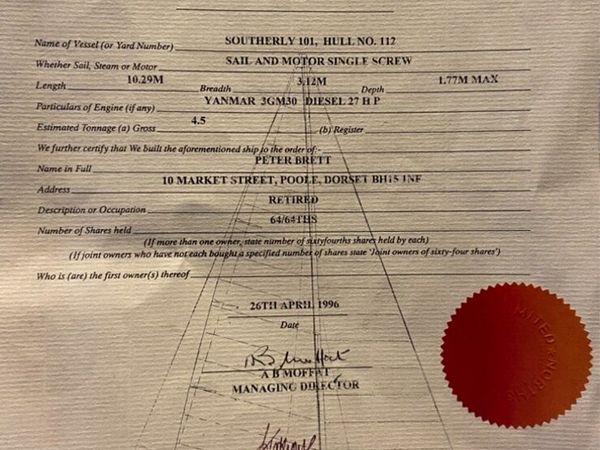 Name of Vessel (or Yard Number) SOUTHERLY 101, HULL NO. 112
Whether Sail, Steam or Motor SAIL AND MOTOR SINGLE SCREW
Length 10.29M Breadth 3.12M Depth 1.77M MAX
Particulars of Engine (if any) YANMAR 3GM30 DIESEL 27 H P
Estimated Tonnage (a) Gross 4.5 (b) Register
We further certify that We built the aforementioned ship to the order of:-
Name in Full PETER BRETT
Address 10 MARKET STREET, POOLE, DORSET BH15 1NF
Description or Occupation RETIRED
Number of Shares held 64/64THS
(If more than one owner, state number of sixtyfourths shares held by each)
(If joint owners who have not each bought a specified number of shares state 'Joint owners of sixty-four shares')
Who is (are) the first owner(s) thereof
26TH APRIL 1996
Date
A B MOFFAT
MANAGING DIRECTOR